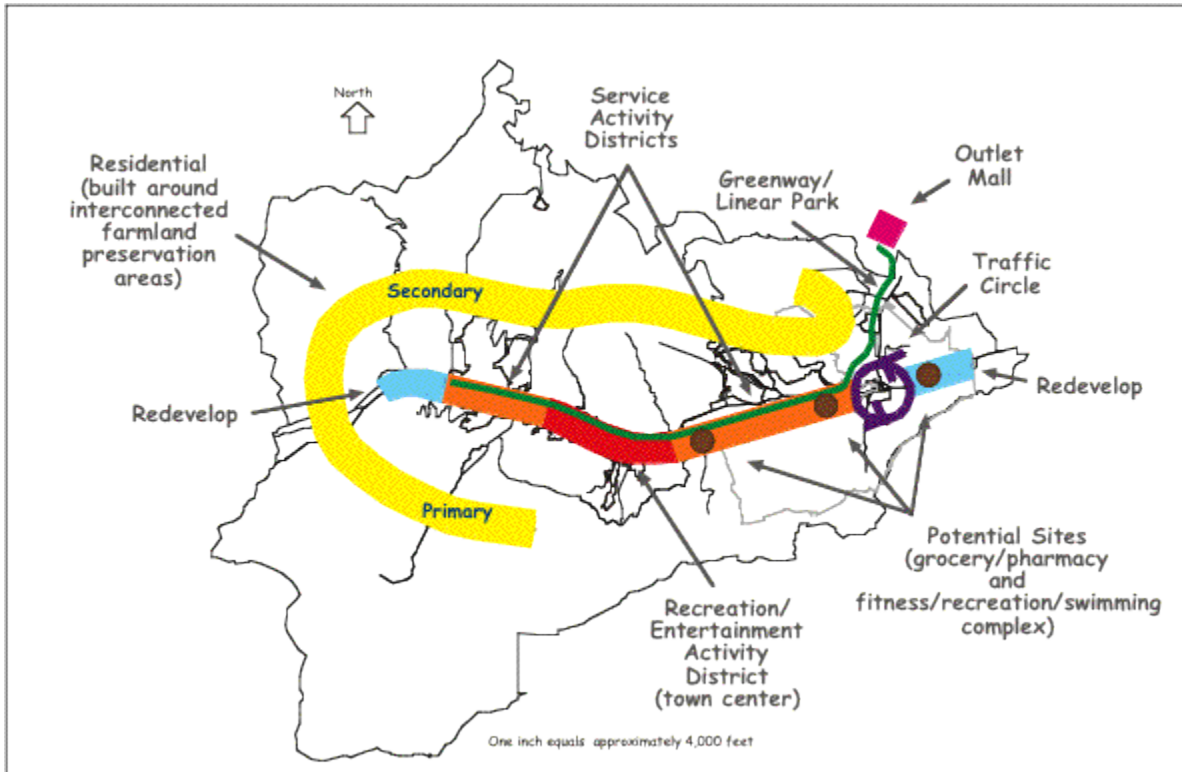 North
Service
Activity
Districts
Outlet
Mall
Residential
(built around
interconnected
farmland
preservation
areas)
Greenway/
Linear Park
Traffic
Circle
Secondary
Redevelop
Redevelop
Primary
Potential Sites
(grocery/pharmacy
and
fitness/recreation/swimming
complex)
Recreation/
Entertainment
Activity
District
(town center)
One inch equals approximately 4,000 feet